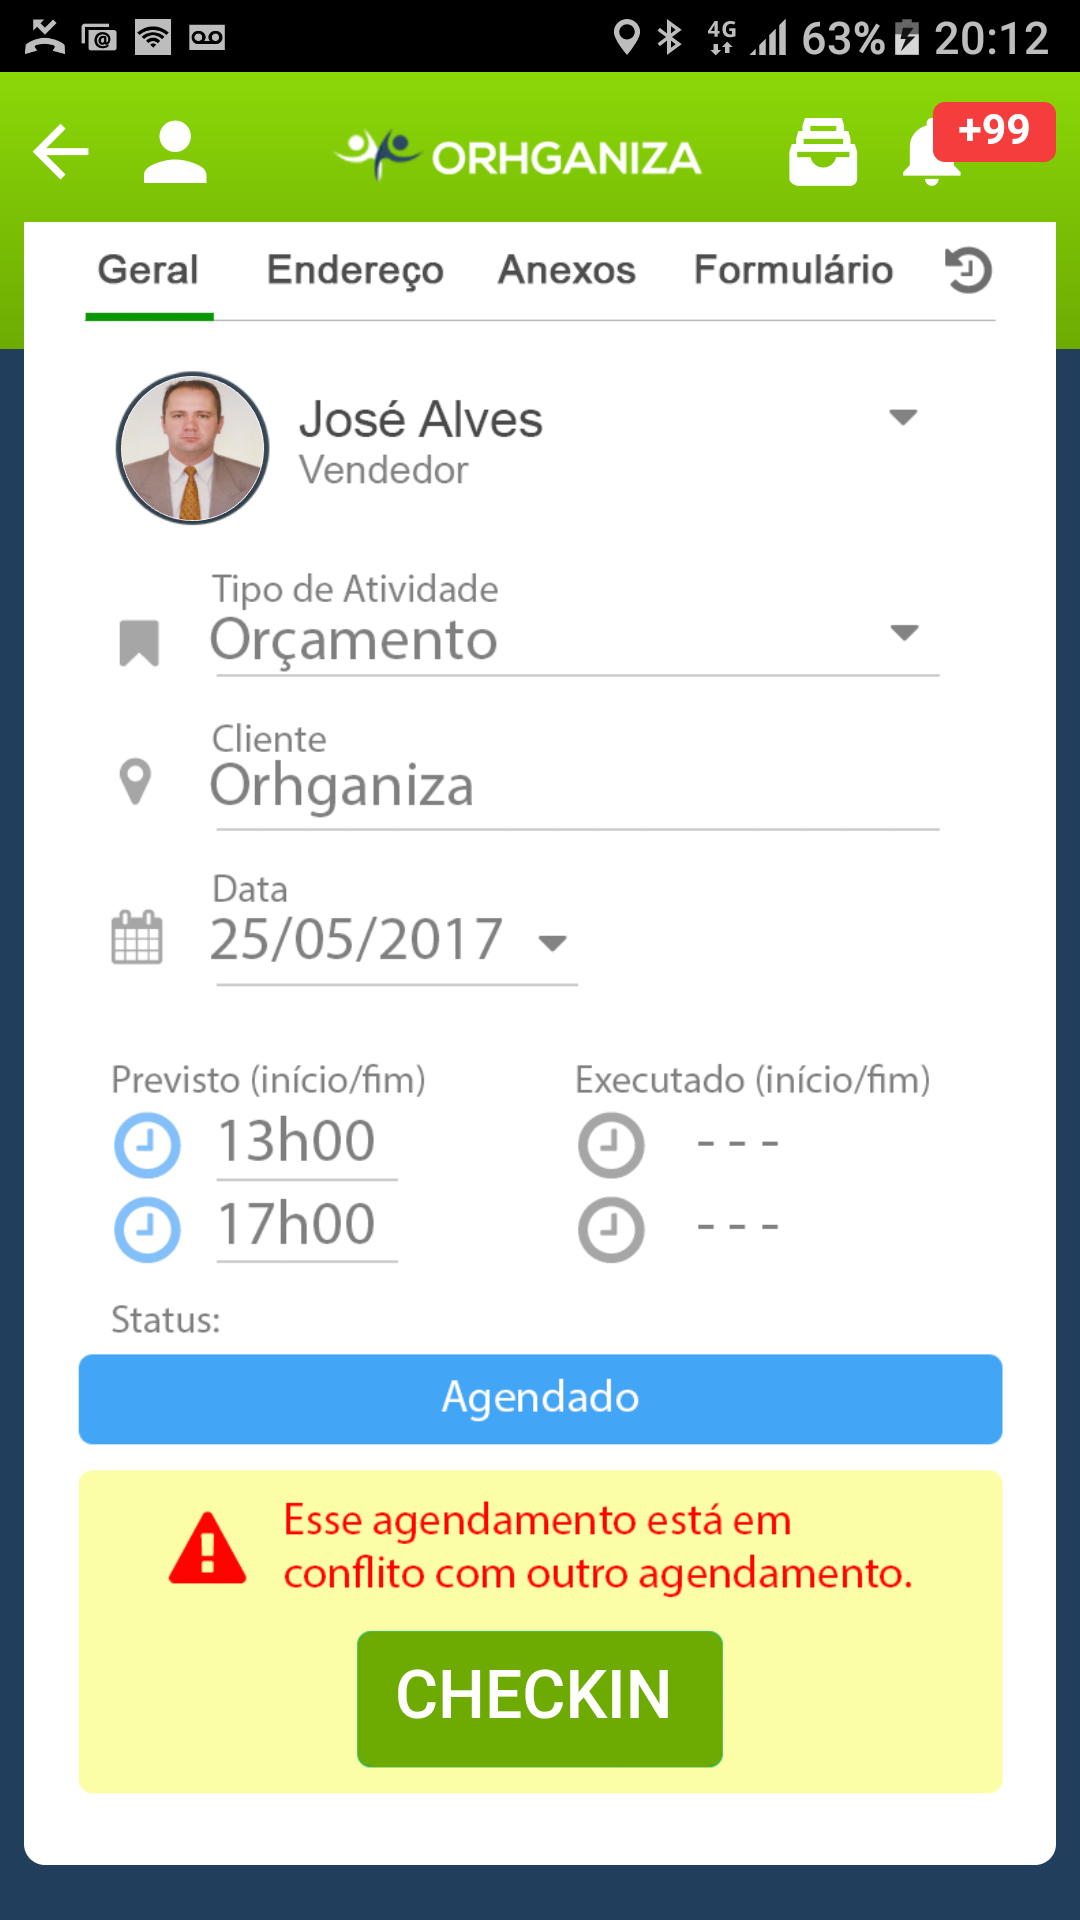 4G 63% 20:12
ORHGANIZA +99
Geral Endereço Anexos Formulário
José Alves
Vendedor
Tipo de Atividade
Orçamento
Cliente
Orhganiza
Data
25/05/2017
Previsto (início/fim) Executado (início/fim)
13h00 ---
17h00 ---
Status:
Agendado
Esse agendamento está em
conflito com outro agendamento.
CHECKIN